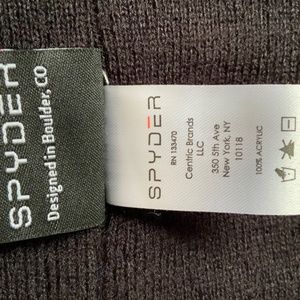 SPYDER
Designed in Boulder, CO
SPYDER
RN 133470
Centric Brands
LLC
350 5th Ave
New York, NY
10118
100% ACRYLIC